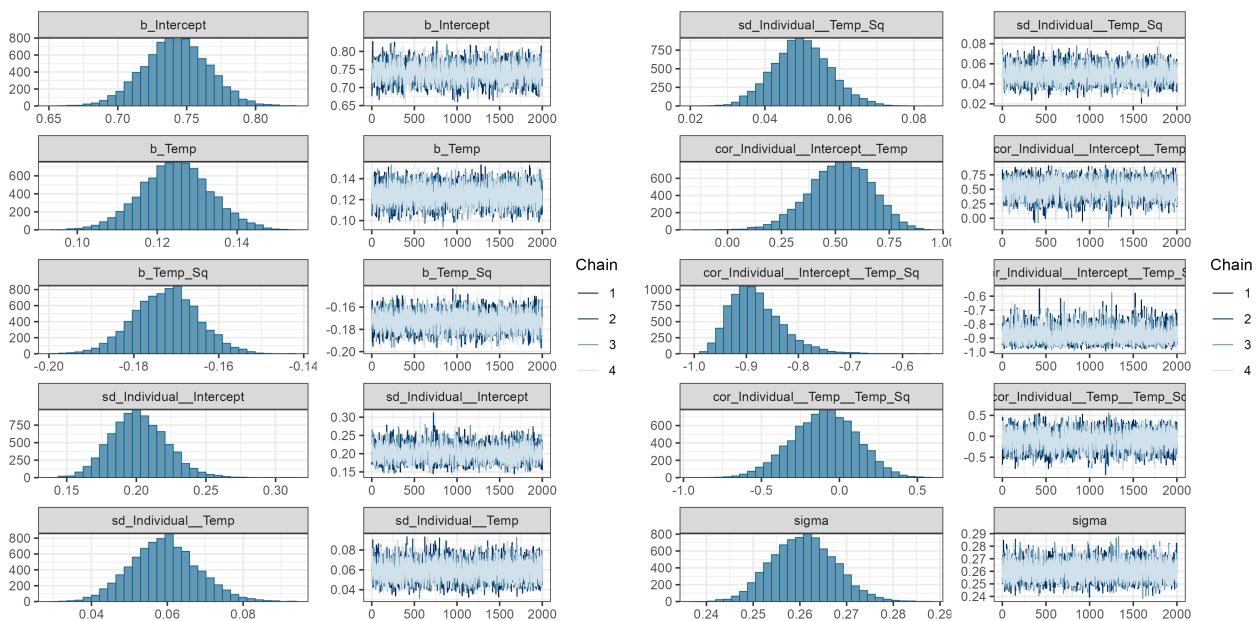 b_Intercept
800
600
400
200
0
0.65 0.70 0.75 0.80
b_Intercept
0.80
0.75
0.70
0.65
0 500 1000 1500 2000
b_Temp
600
400
200
0
0.10 0.12 0.14
b_Temp
0.14
0.12
0.10
0 500 1000 1500 2000
b_Temp_Sq
800
600
400
200
0
-0.20 -0.18 -0.16 -0.14
b_Temp_Sq
-0.16
-0.18
-0.20
0 500 1000 1500 2000
sd_Individual__Intercept
750
500
250
0
0.15 0.20 0.25 0.30
sd_Individual__Intercept
0.30
0.25
0.20
0.15
0 500 1000 1500 2000
sd_Individual__Temp
800
600
400
200
0
0.04 0.06 0.08
sd_Individual__Temp
0.08
0.06
0.04
0 500 1000 1500 2000
Chain
1
2
3
4
sd_Individual__Temp_Sq
750
500
250
0
0.02 0.04 0.06 0.08
sd_Individual__Temp_Sq
0.08
0.06
0.04
0.02
0 500 1000 1500 2000
cor_Individual__Intercept__Temp
600
400
200
0
0.00 0.25 0.50 0.75 1.0
cor_Individual__Intercept__Temp
0.75
0.50
0.25
0.00
0 500 1000 1500 2000
cor_Individual__Intercept__Temp_Sq
1000
750
500
250
0
-1.0 -0.9 -0.8 -0.7 -0.6
r_Individual__Intercept__Temp_S
-0.6
-0.7
-0.8
-0.9
-1.0
0 500 1000 1500 2000
cor_Individual__Temp__Temp_Sq
600
400
200
0
-1.0 -0.5 0.0 0.5
cor_Individual__Temp__Temp_Sq
0.5
0.0
-0.5
0 500 1000 1500 2000
sigma
800
600
400
200
0
0.24 0.25 0.26 0.27 0.28 0.29
sigma
0.29
0.28
0.27
0.26
0.25
0.24
0 500 1000 1500 2000
Chain
1
2
3
4